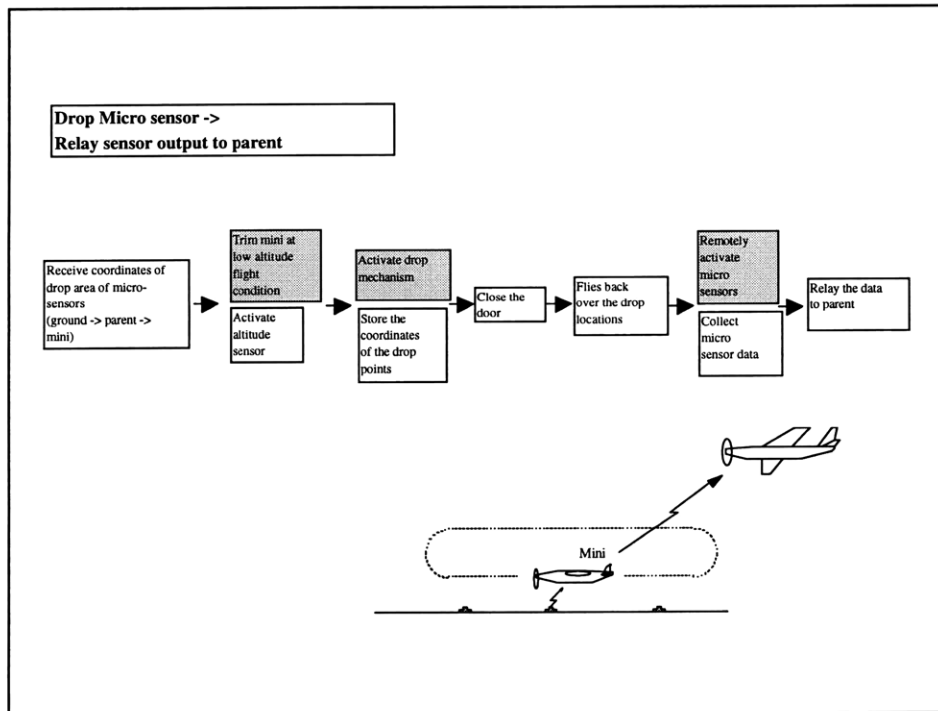 Drop Micro sensor ->
Relay sensor output to parent
Receive coordinates of
drop area of micro-
sensors
(ground -> parent ->
mini)
Trim mini at
low altitude
flight
condition
Activate
altitude
sensor
Activate drop
mechanism
Store the
coordinates
of the drop
points
Close the
door
Flies back
over the drop
locations
Remotely
activate
micro
sensors
Collect
micro
sensor data
Relay the data
to parent
Mini